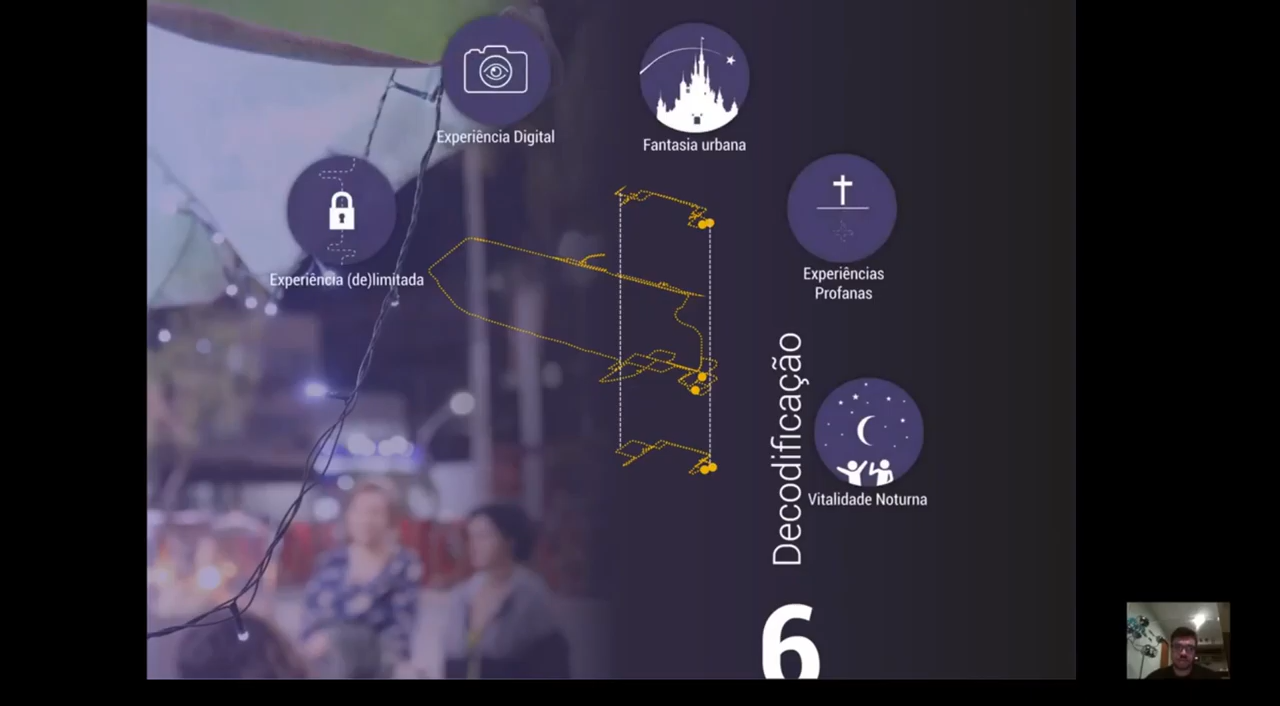 Experiência Digital
Fantasia urbana
Experiência (de)limitada
Experiências
Profanas
Decodificação
Vitalidade Noturna
6